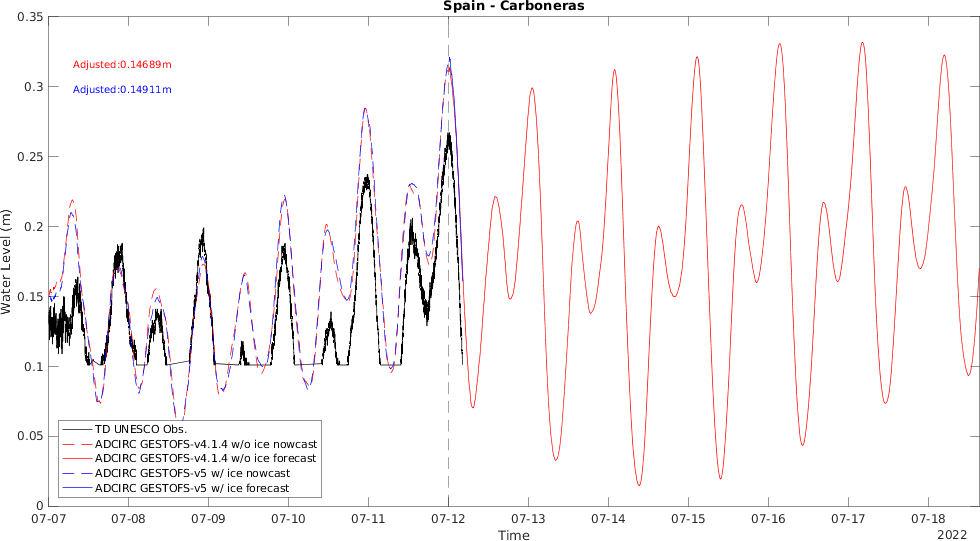 Spain - Carboneras
Adjusted:0.14689m
Adjusted:0.14911m
Water Level (m)
0.35
0.3
0.25
0.2
0.15
0.1
0.05
0
TD UNESCO Obs.
ADCIRC GESTOFS-v4.1.4 w/o ice nowcast
ADCIRC GESTOFS-v4.1.4 w/o ice forecast
ADCIRC GESTOFS-v5 w/ ice nowcast
ADCIRC GESTOFS-v5 w/ ice forecast
07-07 07-08 07-09 07-10 07-11 07-12 07-13 07-14 07-15 07-16 07-17 07-18
Time
2022